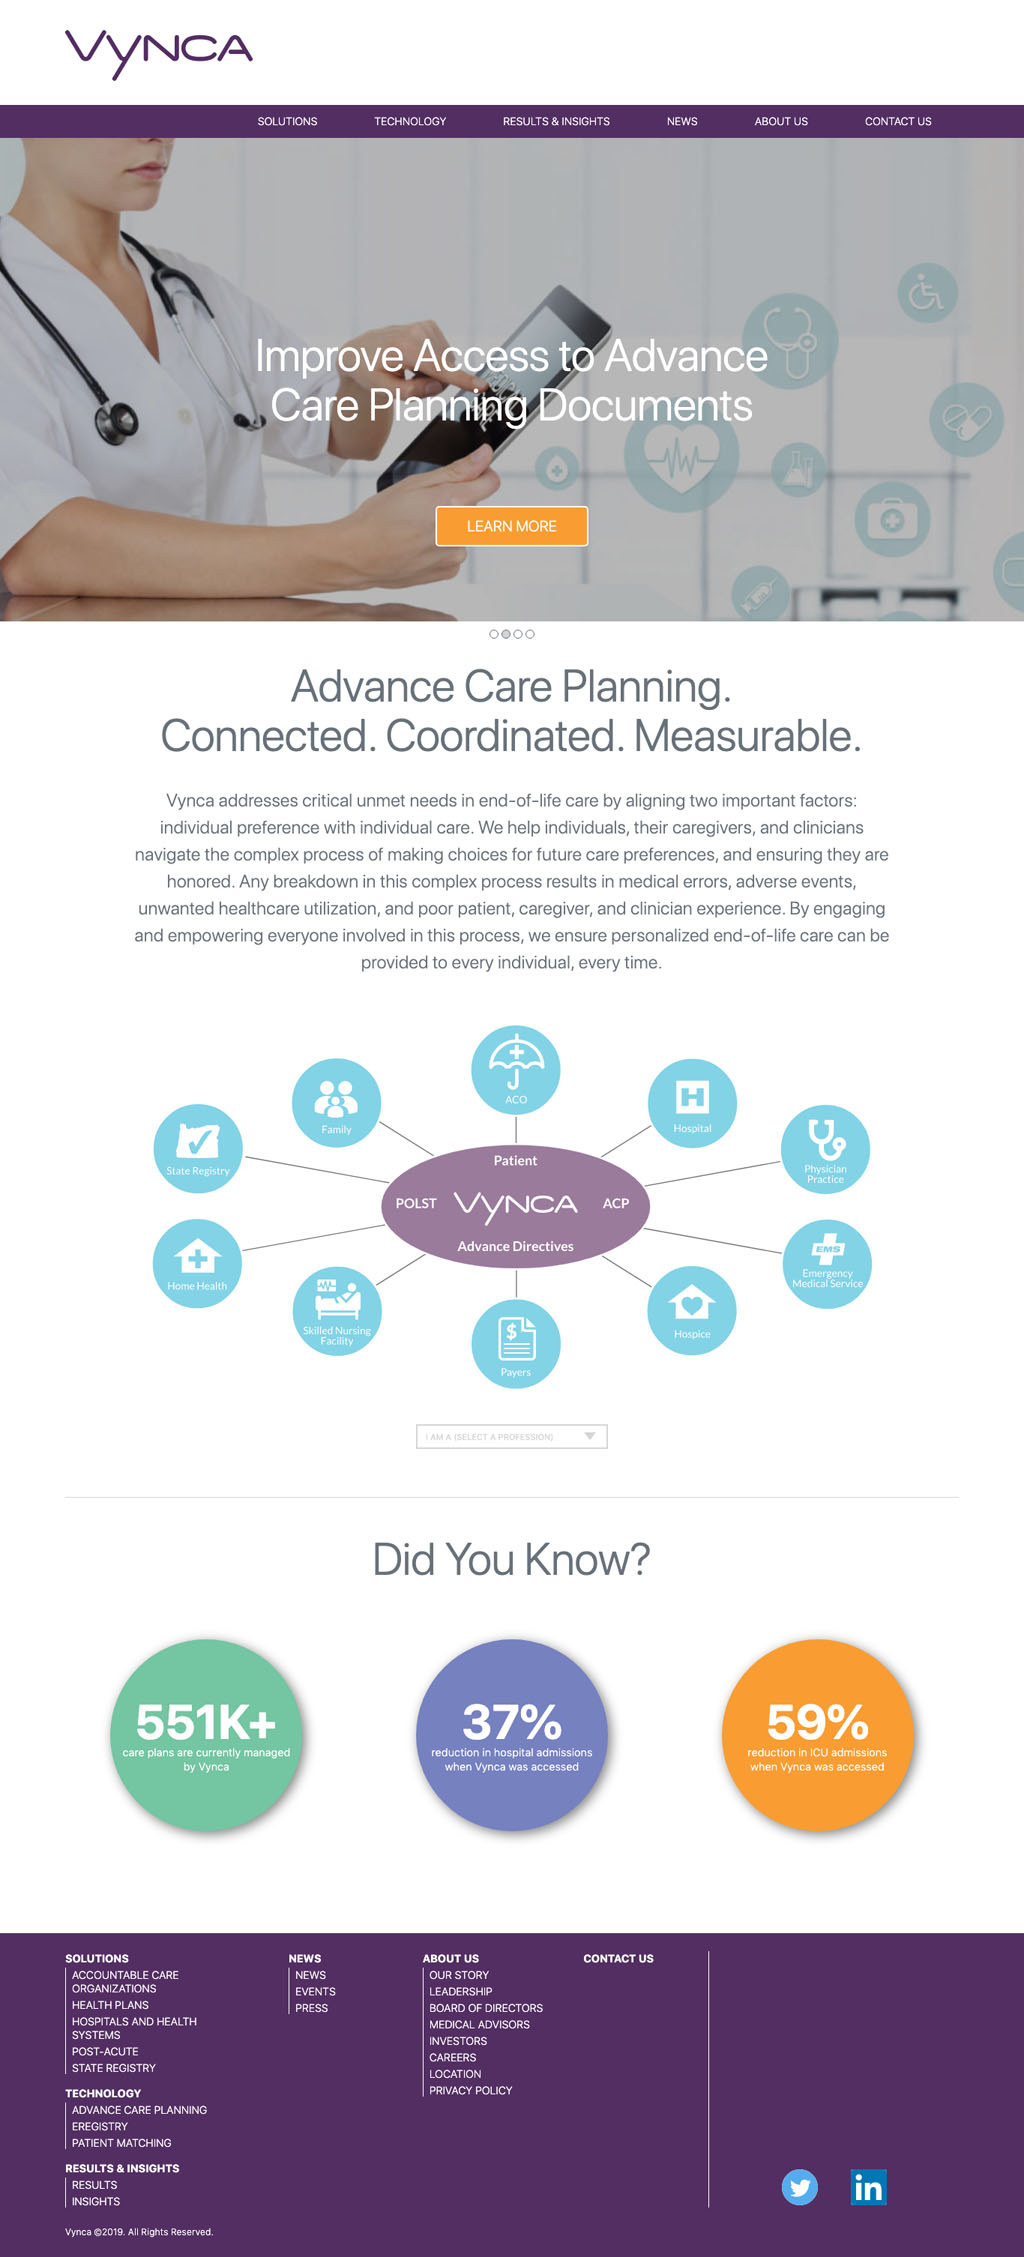 VYNCA
SOLUTIONS
TECHNOLOGY
RESULTS & INSIGHTS
NEWS
ABOUT US
CONTACT US
Improve Access to Advance
Care Planning Documents
LEARN MORE
Advance Care Planning.
Connected. Coordinated. Measurable.
Vynca addresses critical unmet needs in end-of-life care by aligning two important factors:
individual preference with individual care. We help individuals, their caregivers, and clinicians
navigate the complex process of making choices for future care preferences, and ensuring they are
honored. Any breakdown in this complex process results in medical errors, adverse events,
unwanted healthcare utilization, and poor patient, caregiver, and clinician experience. By engaging
and empowering everyone involved in this process, we ensure personalized end-of-life care can be
provided to every individual, every time.
ACO
Family
H
Hospital
State Registry
Physician
Practice
Patient
POLST
VYNCA
ACP
Advance Directives
Home Health
EMS
Emergency
Medical Service
Skilled Nursing
Facility
$
Payers
Hospice
I AM A (SELECT A PROFESSION)
Did You Know?
551K+
care plans are currently managed
by Vynca
37%
reduction in hospital admissions
when Vynca was accessed
59%
reduction in ICU admissions
when Vynca was accessed
SOLUTIONS
ACCOUNTABLE CARE
ORGANIZATIONS
HEALTH PLANS
HOSPITALS AND HEALTH
SYSTEMS
POST-ACUTE
STATE REGISTRY
TECHNOLOGY
ADVANCE CARE PLANNING
EREGISTRY
PATIENT MATCHING
RESULTS & INSIGHTS
RESULTS
INSIGHTS
NEWS
NEWS
EVENTS
PRESS
ABOUT US
OUR STORY
LEADERSHIP
BOARD OF DIRECTORS
MEDICAL ADVISORS
INVESTORS
CAREERS
LOCATION
PRIVACY POLICY
CONTACT US
in
Vynca ©2019. All Rights Reserved.